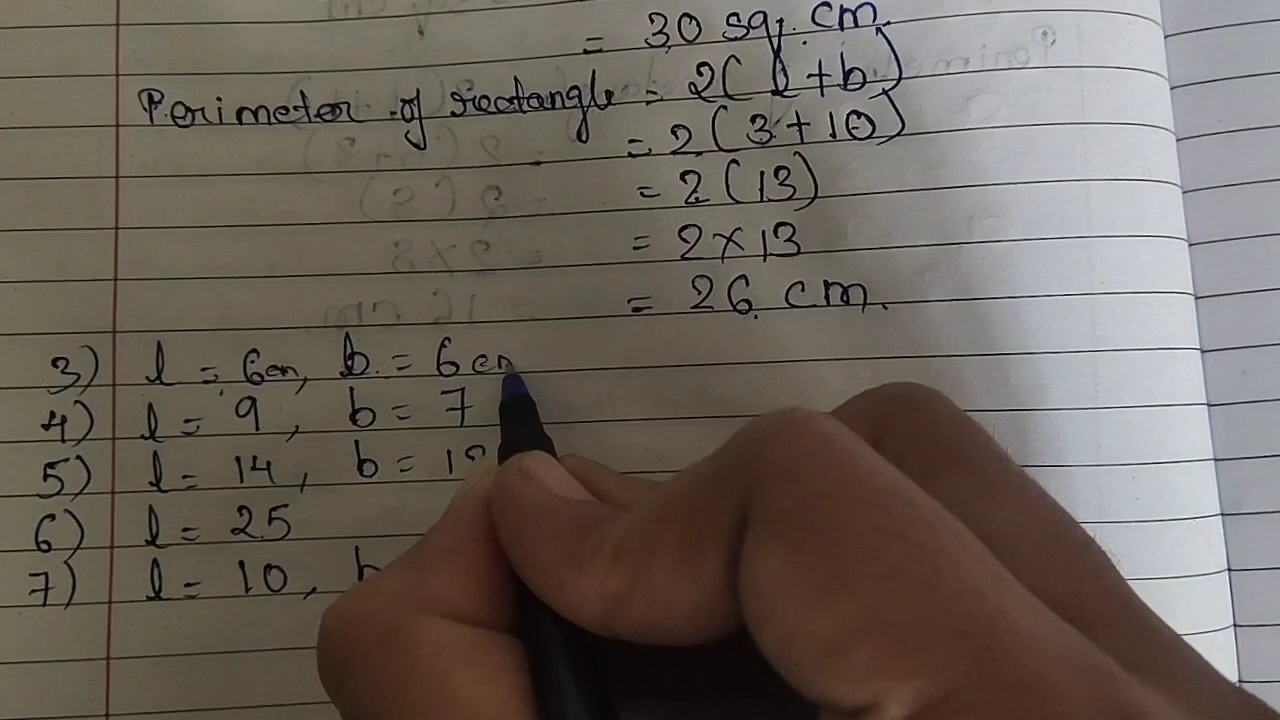 = 30 sq. cm.
Perimeter of rectangle = 2(l+b)
= 2(3+10)
= 2(13)
= 2×13
= 26 cm.
3) l = 6cm, b = 6cm
4) l = 9, b = 7
5) l = 14, b =
6) l = 25
7) l = 10, b